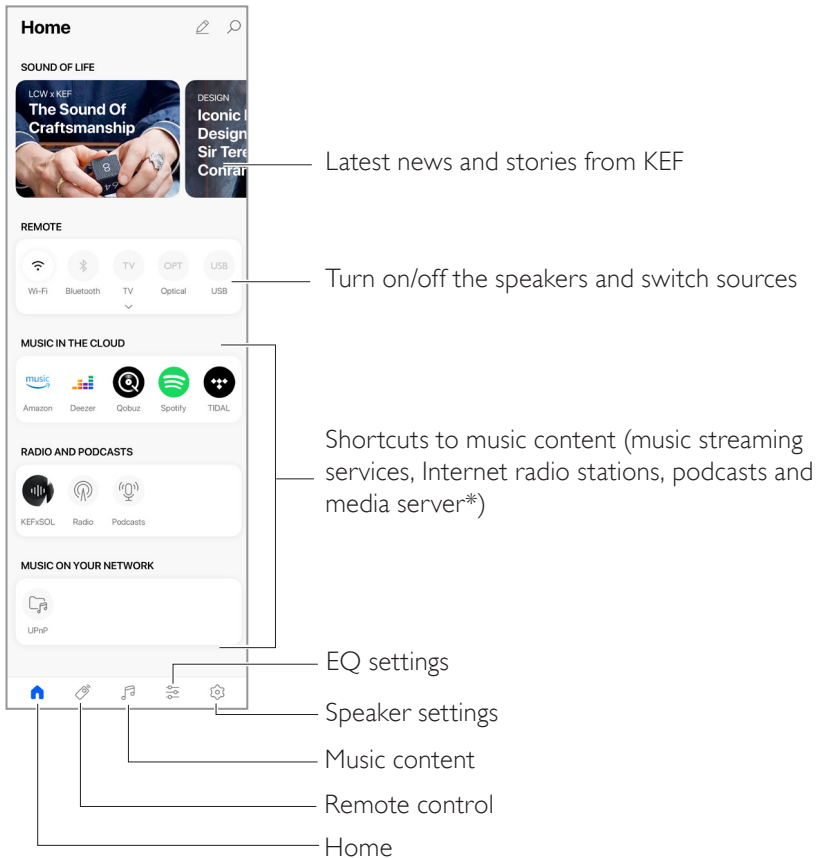 Home
SOUND OF LIFE
LCW x KEF
The Sound Of
Craftsmanship
8
64
DESIGN
Iconic
Design
Sir Tere
Conran
Latest news and stories from KEF
REMOTE
TV OPT USB
Wi-Fi Bluetooth TV Optical USB
Turn on/off the speakers and switch sources
MUSIC IN THE CLOUD
music
Amazon Deezer Qobuz Spotify TIDAL
Shortcuts to music content (music streaming
services, Internet radio stations, podcasts and
media server*)
RADIO AND PODCASTS
KEFxSOL Radio Podcasts
MUSIC ON YOUR NETWORK
UPnP
EQ settings
Speaker settings
Music content
Remote control
Home